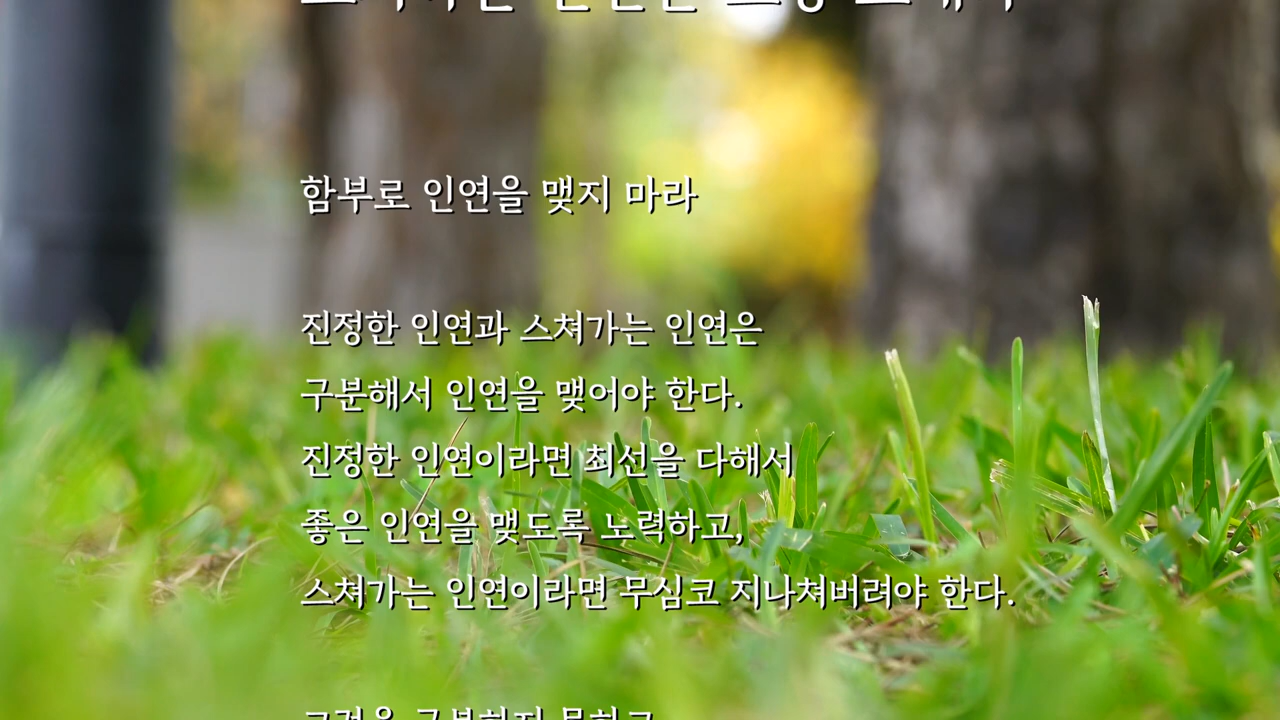 함부로 인연을 맺지 마라
진정한 인연과 스쳐가는 인연은
구분해서 인연을 맺어야 한다.
진정한 인연이라면 최선을 다해서
좋은 인연을 맺도록 노력하고,
스쳐가는 인연이라면 무심코 지나쳐버려야 한다.